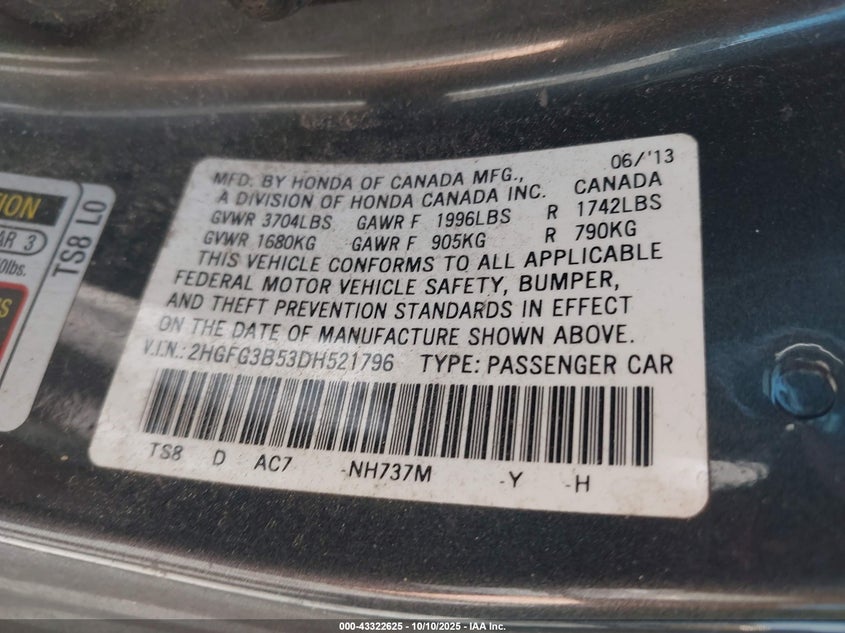 06/'13
MFD. BY HONDA OF CANADA MFG.,
A DIVISION OF HONDA CANADA INC. CANADA
GVWR 3704LBS GAWR F 1996LBS R 1742LBS
GVWR 1680KG GAWR F 905KG R 790KG
THIS VEHICLE CONFORMS TO ALL APPLICABLE
FEDERAL MOTOR VEHICLE SAFETY, BUMPER,
AND THEFT PREVENTION STANDARDS IN EFFECT
ON THE DATE OF MANUFACTURE SHOWN ABOVE.
V.I.N.: 2HGFG3B53DH521796 TYPE: PASSENGER CAR
TS8 D AC7 -NH737M -Y -H
TS8 L0
000-43322625 - 10/10/2025 - IAA Inc.